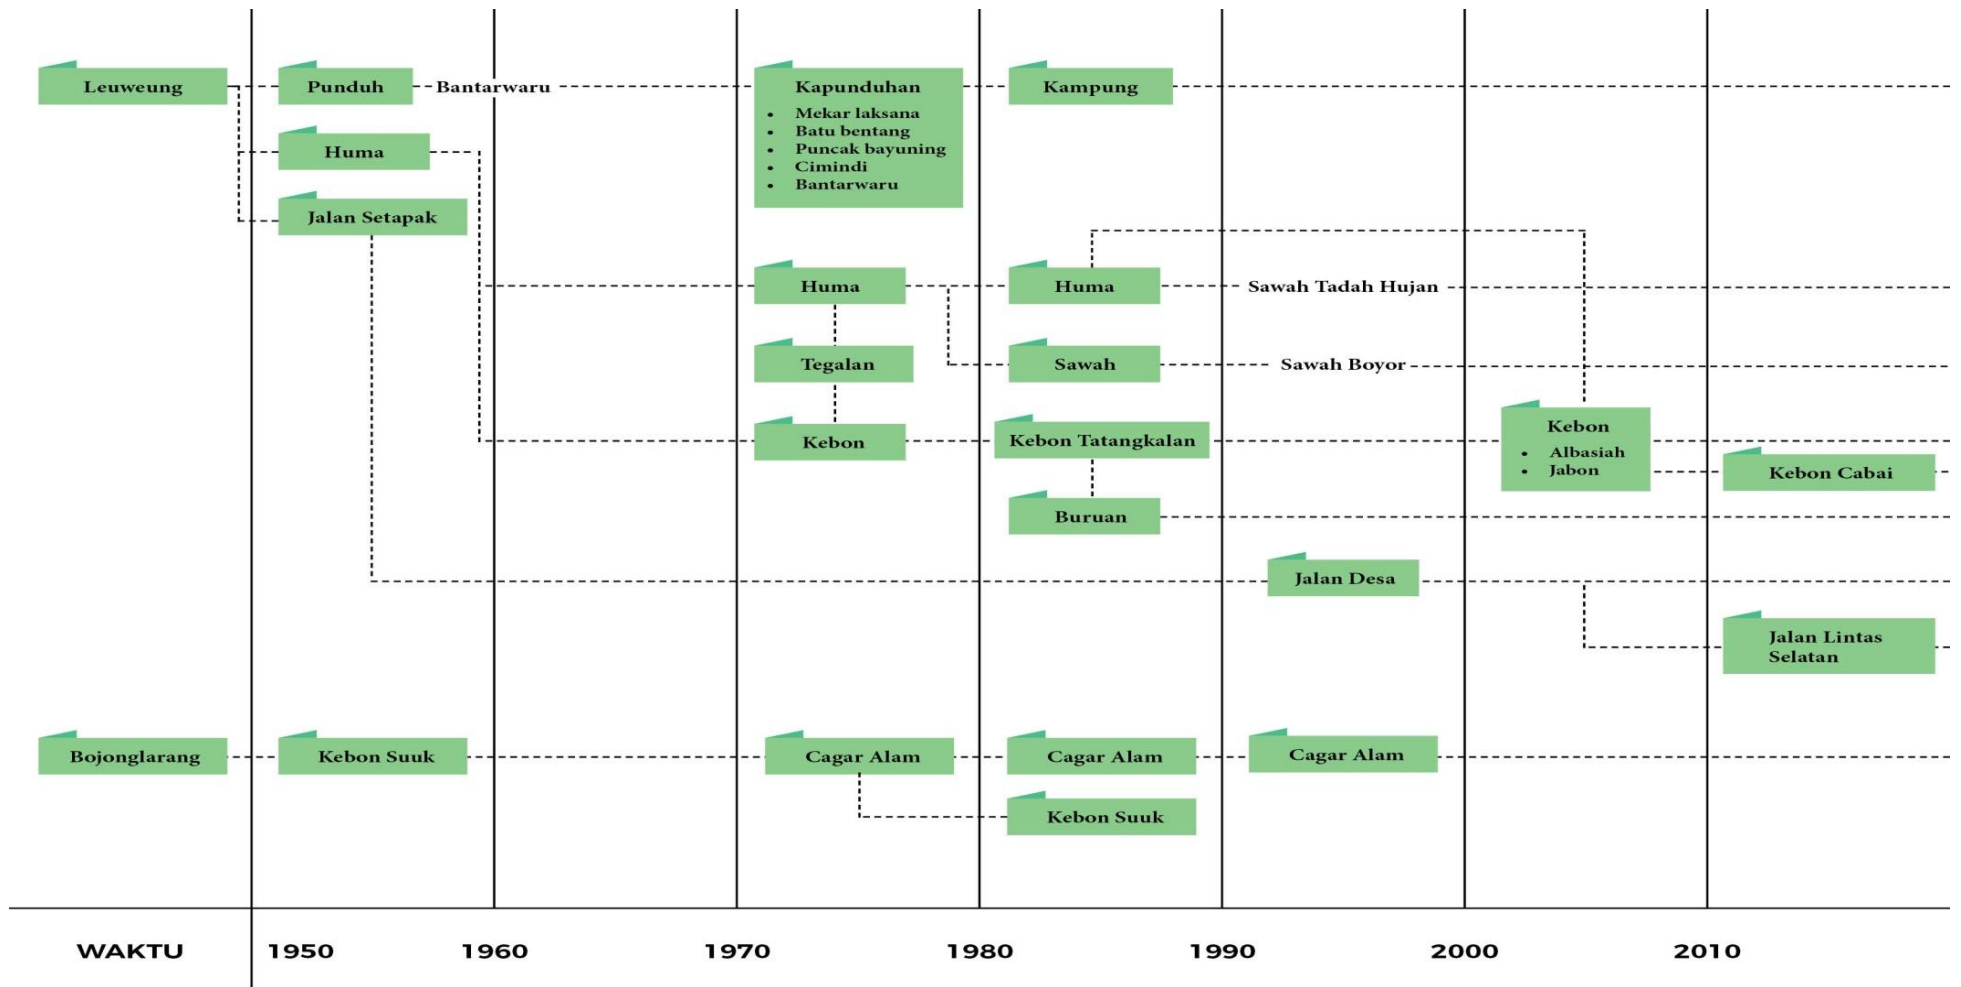 Leuweung
Punduh
Bantarwaru
Kapunduhan
• Mekar laksana
• Batu bentang
• Puncak bayuning
• Cimindi
• Bantarwaru
Kampung
Huma
Jalan Setapak
Huma
Huma
Sawah Tadah Hujan
Tegalan
Sawah
Sawah Boyor
Kebon
Kebon Tatangkalan
Kebon
• Albasiah
• Jabon
Kebon Cabai
Buruan
Jalan Desa
Jalan Lintas
Selatan
Bojonglarang
Kebon Suuk
Cagar Alam
Cagar Alam
Cagar Alam
Kebon Suuk
WAKTU
1950
1960
1970
1980
1990
2000
2010